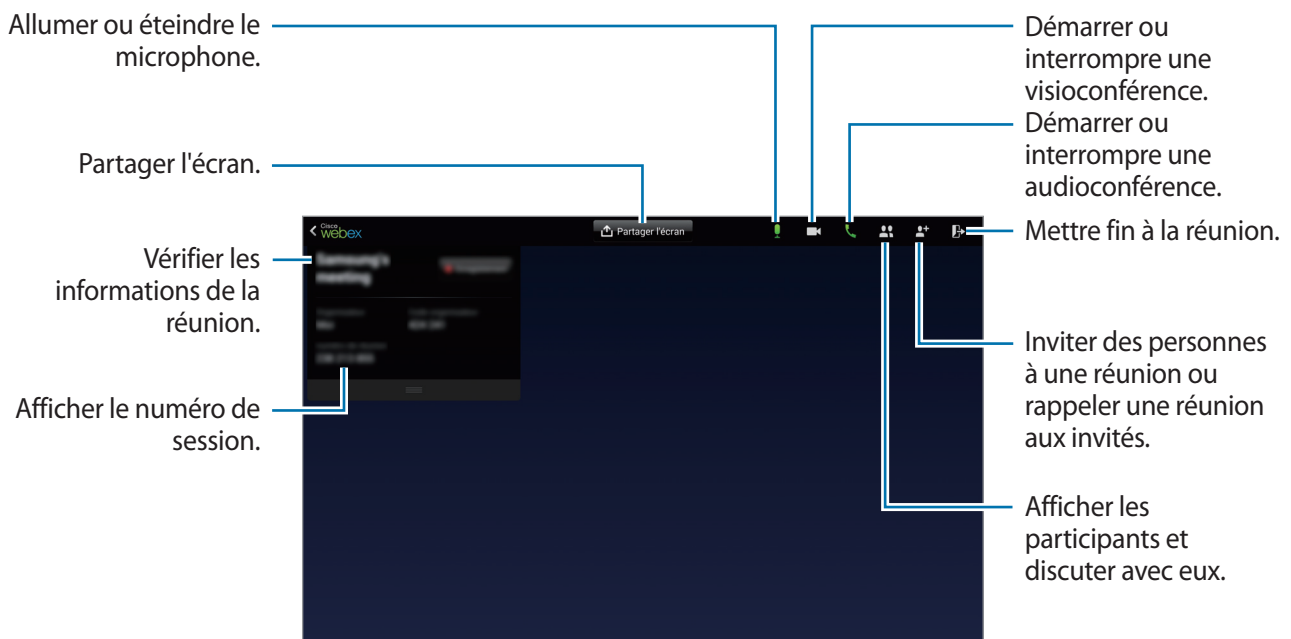 Allumer ou éteindre le
microphone.
Partager l'écran.
Vérifier les
informations de la
réunion.
Afficher le numéro de
session.
Démarrer ou
interrompre une
visioconférence.
Démarrer ou
interrompre une
audioconférence.
Mettre fin à la réunion.
Inviter des personnes
à une réunion ou
rappeler une réunion
aux invités.
Afficher les
participants et
discuter avec eux.
Cisco
webex
Partager l'écran
Samsung's
meeting